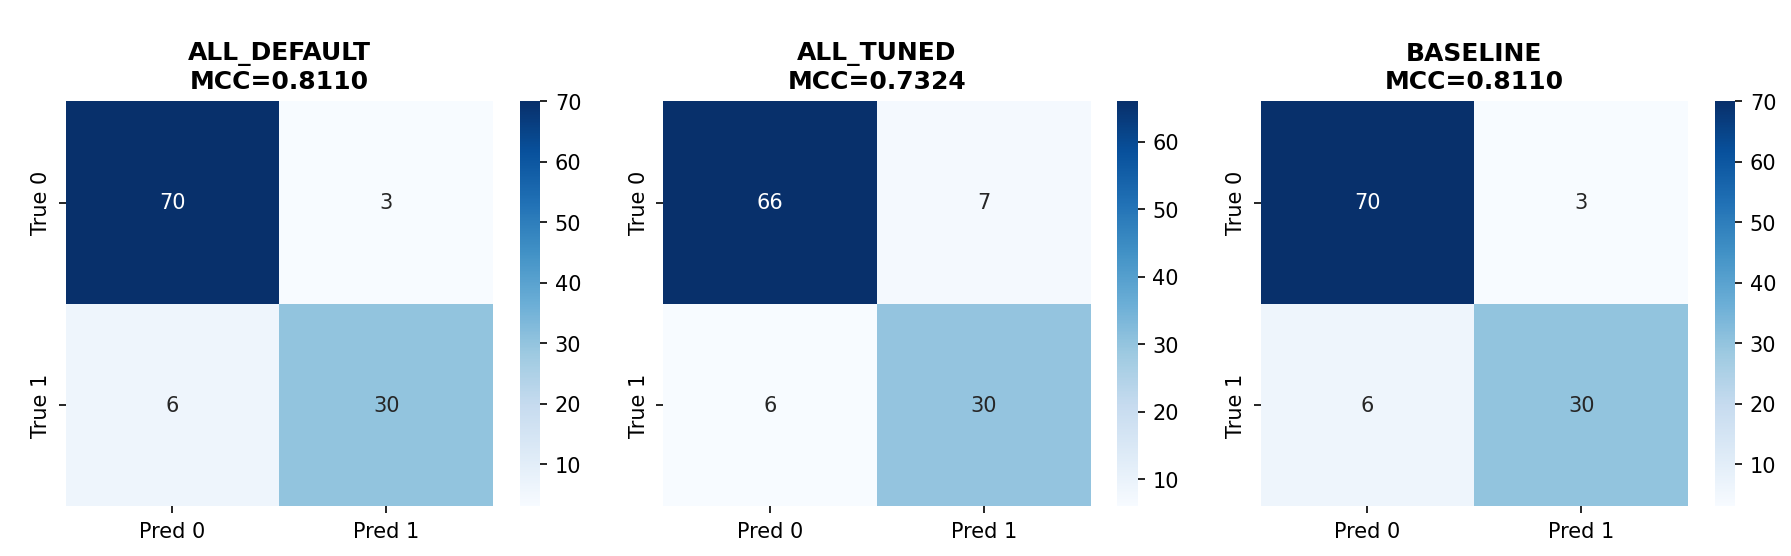 ALL_DEFAULT
MCC=0.8110
True 0
True 1
70
3
6
30
Pred 0
Pred 1
70
60
50
40
30
20
10
ALL_TUNED
MCC=0.7324
True 0
True 1
66
7
6
30
Pred 0
Pred 1
60
50
40
30
20
10
BASELINE
MCC=0.8110
True 0
True 1
70
3
6
30
Pred 0
Pred 1
70
60
50
40
30
20
10